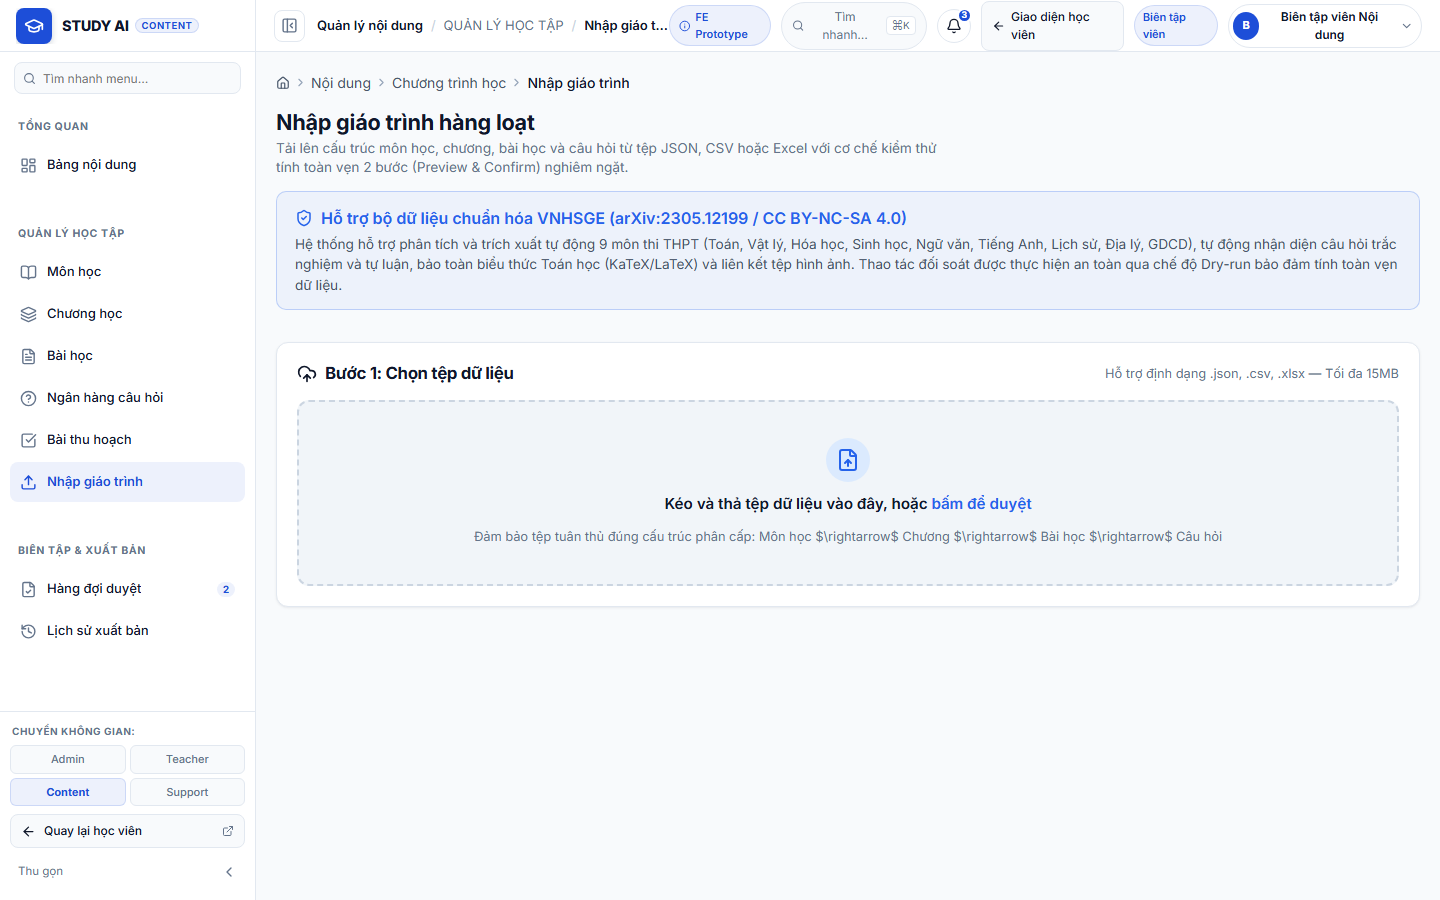 STUDY AI CONTENT
Tìm nhanh menu...
TỔNG QUAN
Bảng nội dung
QUẢN LÝ HỌC TẬP
Môn học
Chương học
Bài học
Ngân hàng câu hỏi
Bài thu hoạch
Nhập giáo trình
BIÊN TẬP & XUẤT BẢN
Hàng đợi duyệt 2
Lịch sử xuất bản
CHUYỂN KHÔNG GIAN:
Admin Teacher
Content Support
Quay lại học viên
Thu gọn
Quản lý nội dung / QUẢN LÝ HỌC TẬP / Nhập giáo t...
FE
Prototype
Tìm
nhanh...
⌘K
3
Giao diện học
viên
Biên tập
viên
B
Biên tập viên Nội
dung
Nội dung > Chương trình học > Nhập giáo trình
Nhập giáo trình hàng loạt
Tải lên cấu trúc môn học, chương, bài học và câu hỏi từ tệp JSON, CSV hoặc Excel với cơ chế kiểm thử
tính toàn vẹn 2 bước (Preview & Confirm) nghiêm ngặt.
Hỗ trợ bộ dữ liệu chuẩn hóa VNHSGE (arXiv:2305.12199 / CC BY-NC-SA 4.0)
Hệ thống hỗ trợ phân tích và trích xuất tự động 9 môn thi THPT (Toán, Vật lý, Hóa học, Sinh học, Ngữ văn, Tiếng Anh, Lịch sử, Địa lý, GDCD), tự động nhận diện câu hỏi trắc
nghiệm và tự luận, bảo toàn biểu thức Toán học (KaTeX/LaTeX) và liên kết tệp hình ảnh. Thao tác đối soát được thực hiện an toàn qua chế độ Dry-run bảo đảm tính toàn vẹn
dữ liệu.
Bước 1: Chọn tệp dữ liệu
Hỗ trợ định dạng .json, .csv, .xlsx — Tối đa 15MB
Kéo và thả tệp dữ liệu vào đây, hoặc bấm để duyệt
Đảm bảo tệp tuân thủ đúng cấu trúc phân cấp: Môn học $\rightarrow$ Chương $\rightarrow$ Bài học $\rightarrow$ Câu hỏi